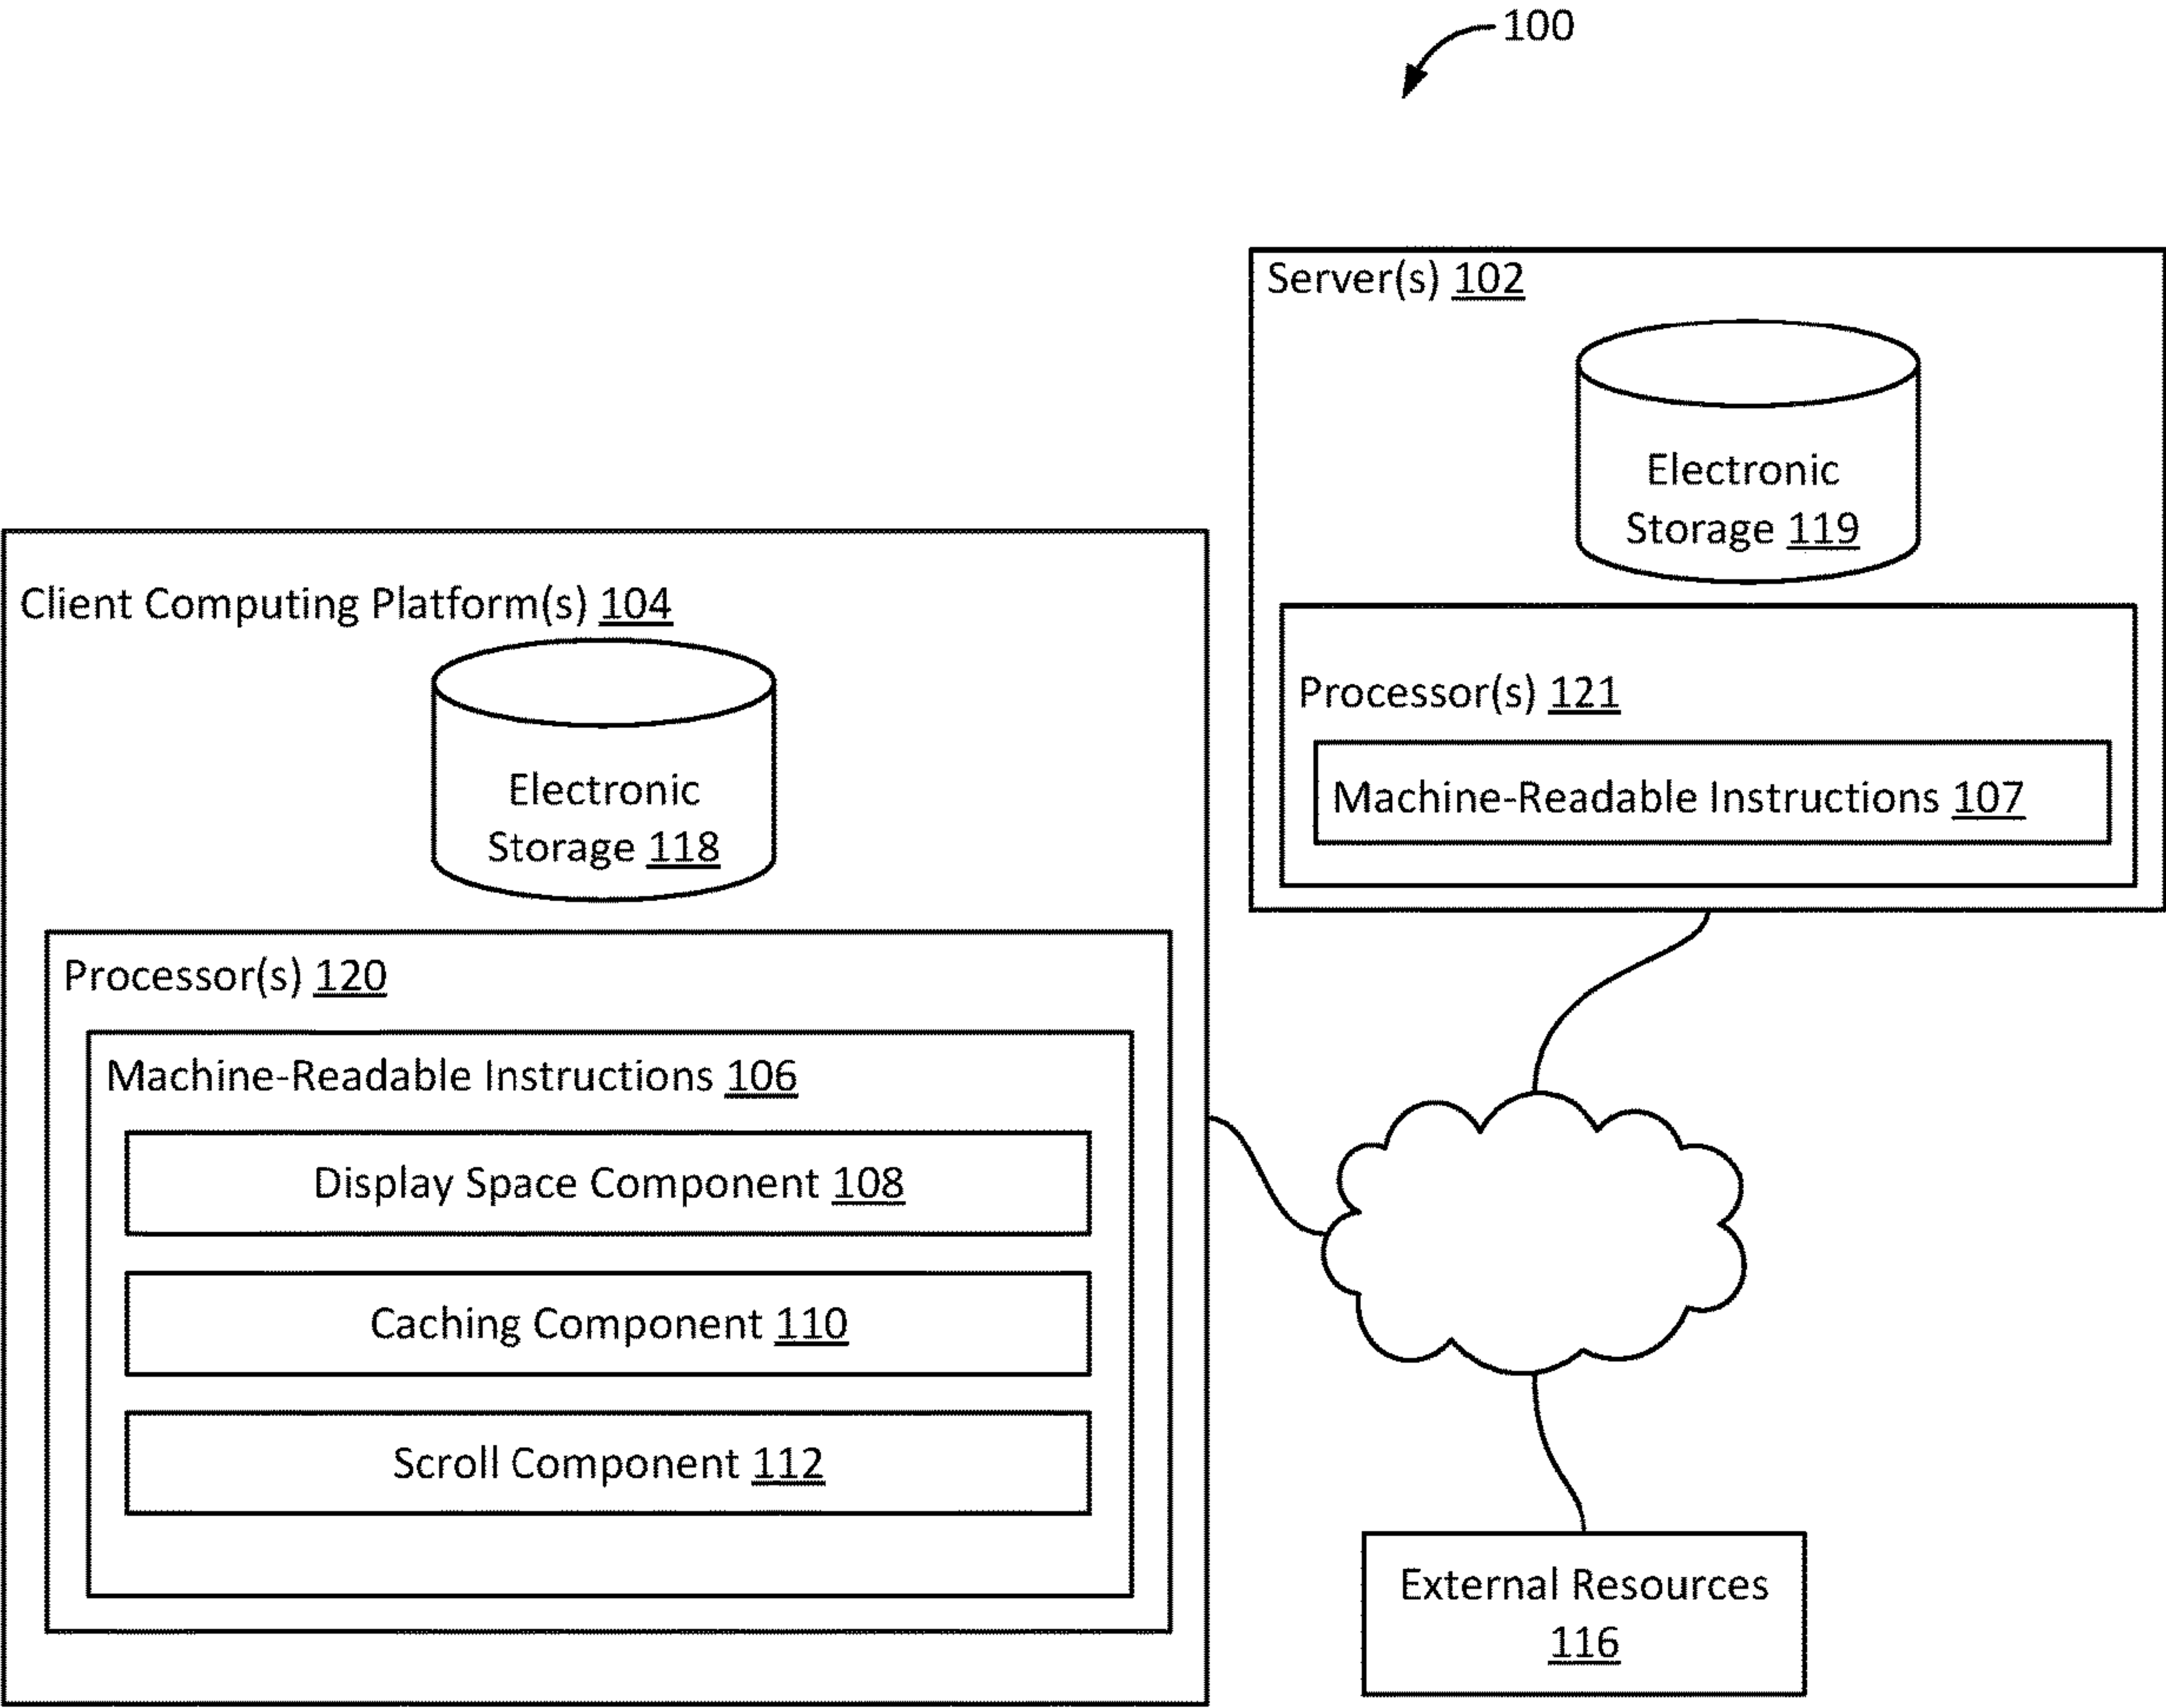 100
Server(s) 102
Electronic
Storage 119
Processor(s) 121
Machine-Readable Instructions 107
Client Computing Platform(s) 104
Electronic
Storage 118
Processor(s) 120
Machine-Readable Instructions 106
Display Space Component 108
Caching Component 110
Scroll Component 112
External Resources
116